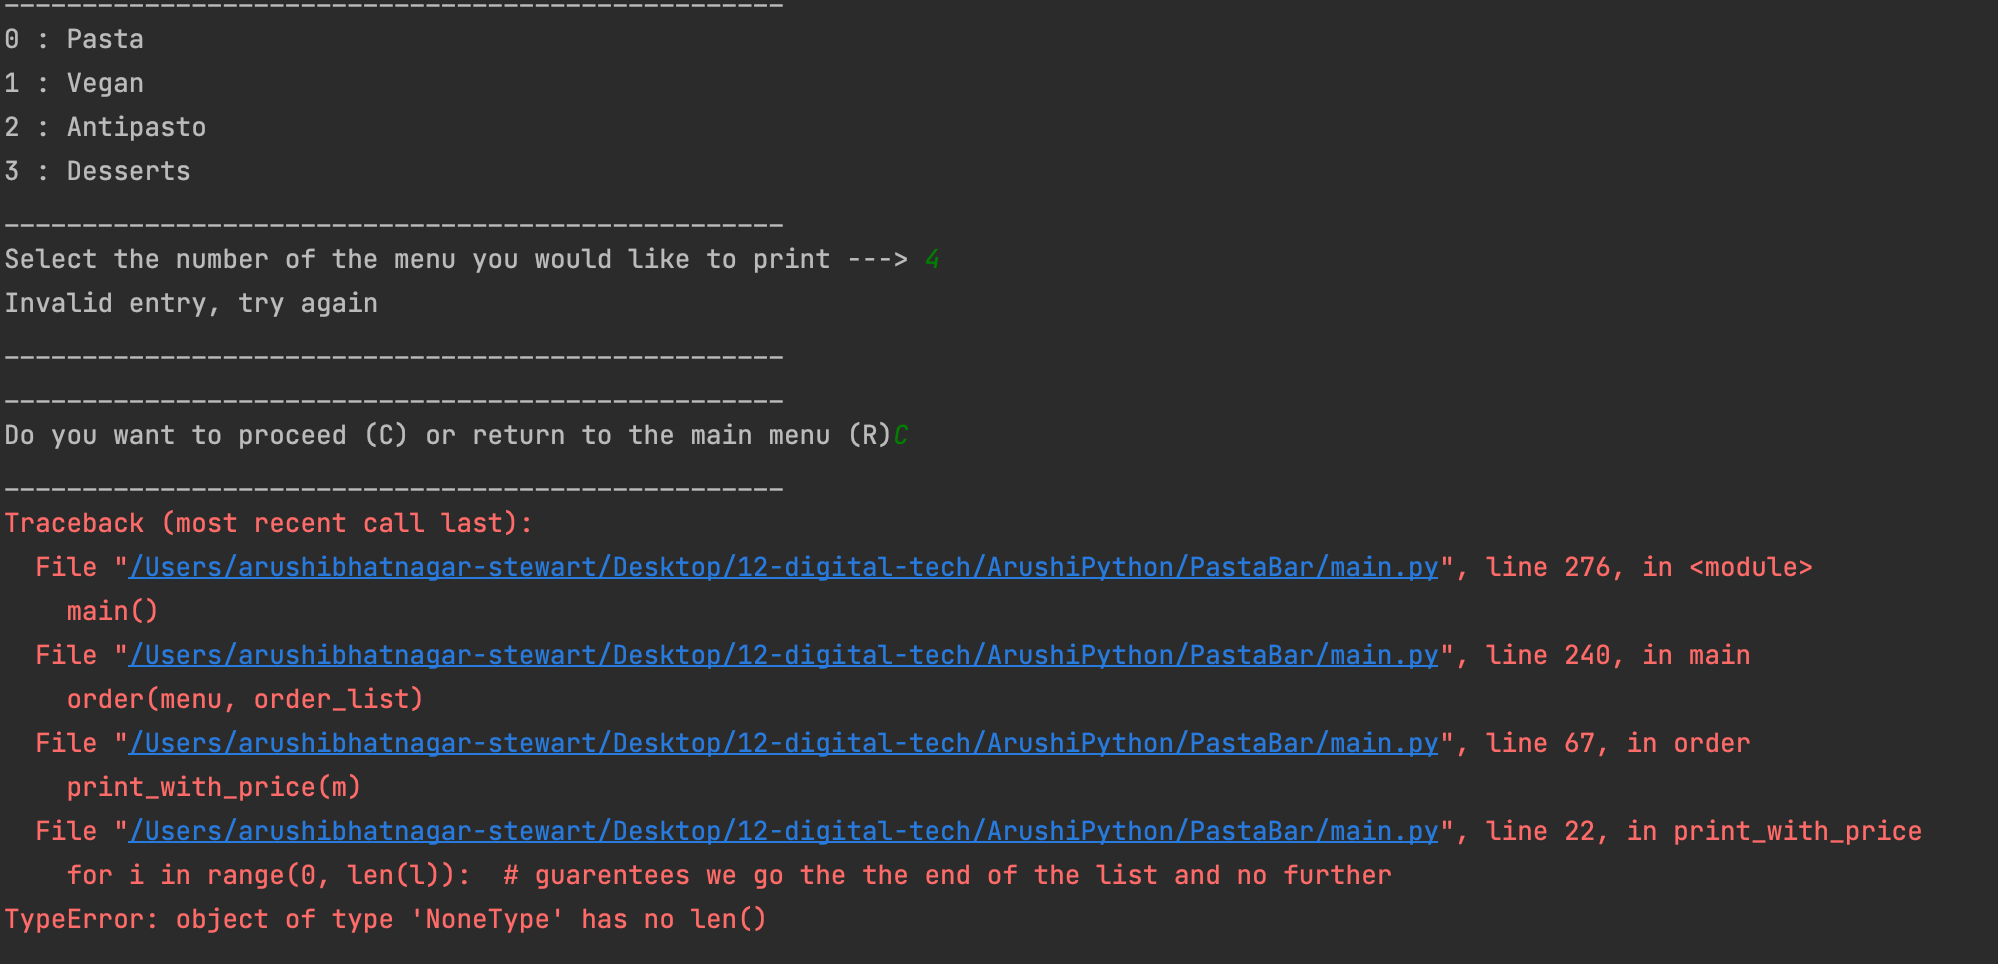 --------------------------------------------------
0 : Pasta
1 : Vegan
2 : Antipasto
3 : Desserts
--------------------------------------------------
Select the number of the menu you would like to print ---> 4
Invalid entry, try again
--------------------------------------------------
--------------------------------------------------
Do you want to proceed (C) or return to the main menu (R)C
--------------------------------------------------
Traceback (most recent call last):
  File "/Users/arushibhatnagar-stewart/Desktop/12-digital-tech/ArushiPython/PastaBar/main.py", line 276, in <module>
    main()
  File "/Users/arushibhatnagar-stewart/Desktop/12-digital-tech/ArushiPython/PastaBar/main.py", line 240, in main
    order(menu, order_list)
  File "/Users/arushibhatnagar-stewart/Desktop/12-digital-tech/ArushiPython/PastaBar/main.py", line 67, in order
    print_with_price(m)
  File "/Users/arushibhatnagar-stewart/Desktop/12-digital-tech/ArushiPython/PastaBar/main.py", line 22, in print_with_price
    for i in range(0, len(l)):  # guarentees we go the the end of the list and no further
TypeError: object of type 'NoneType' has no len()